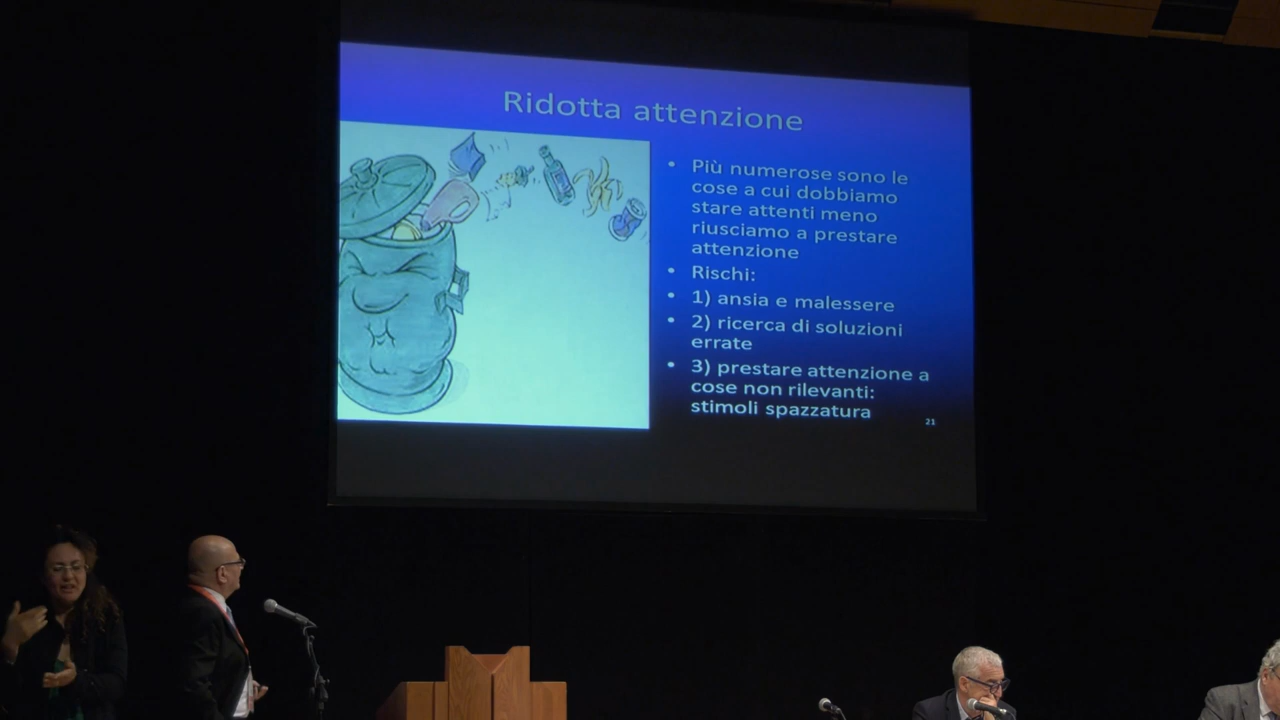 Ridotta attenzione
• Più numerose sono le
cose a cui dobbiamo
stare attenti meno
riusciamo a prestare
attenzione
• Rischi:
• 1) ansia e malessere
• 2) ricerca di soluzioni
errate
• 3) prestare attenzione a
cose non rilevanti:
stimoli spazzatura
21